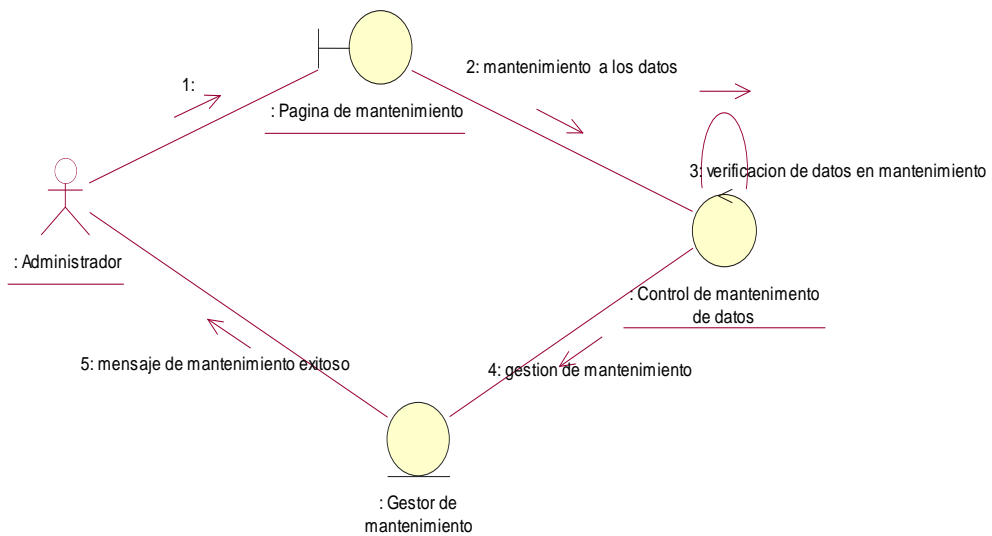 1:
2: mantenimiento a los datos
: Pagina de mantenimiento
3: verificacion de datos en mantenimiento
: Administrador
: Control de mantenimento
de datos
5: mensaje de mantenimiento exitoso
4: gestion de mantenimiento
: Gestor de
mantenimiento